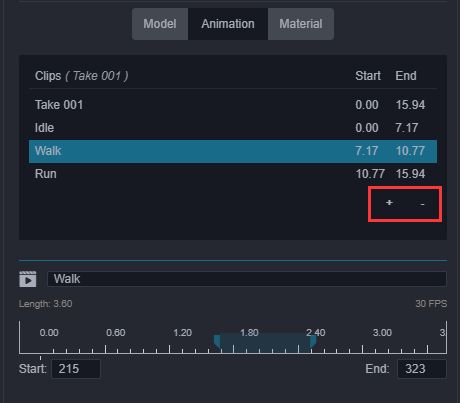 Model Animation Material
Clips ( Take 001 ) Start End
Take 001 0.00 15.94
Idle 0.00 7.17
Walk 7.17 10.77
Run 10.77 15.94
+ -
Walk
Length: 3.60 30 FPS
0.00 0.60 1.20 1.80 2.40 3.00 3
Start: 215 End: 323